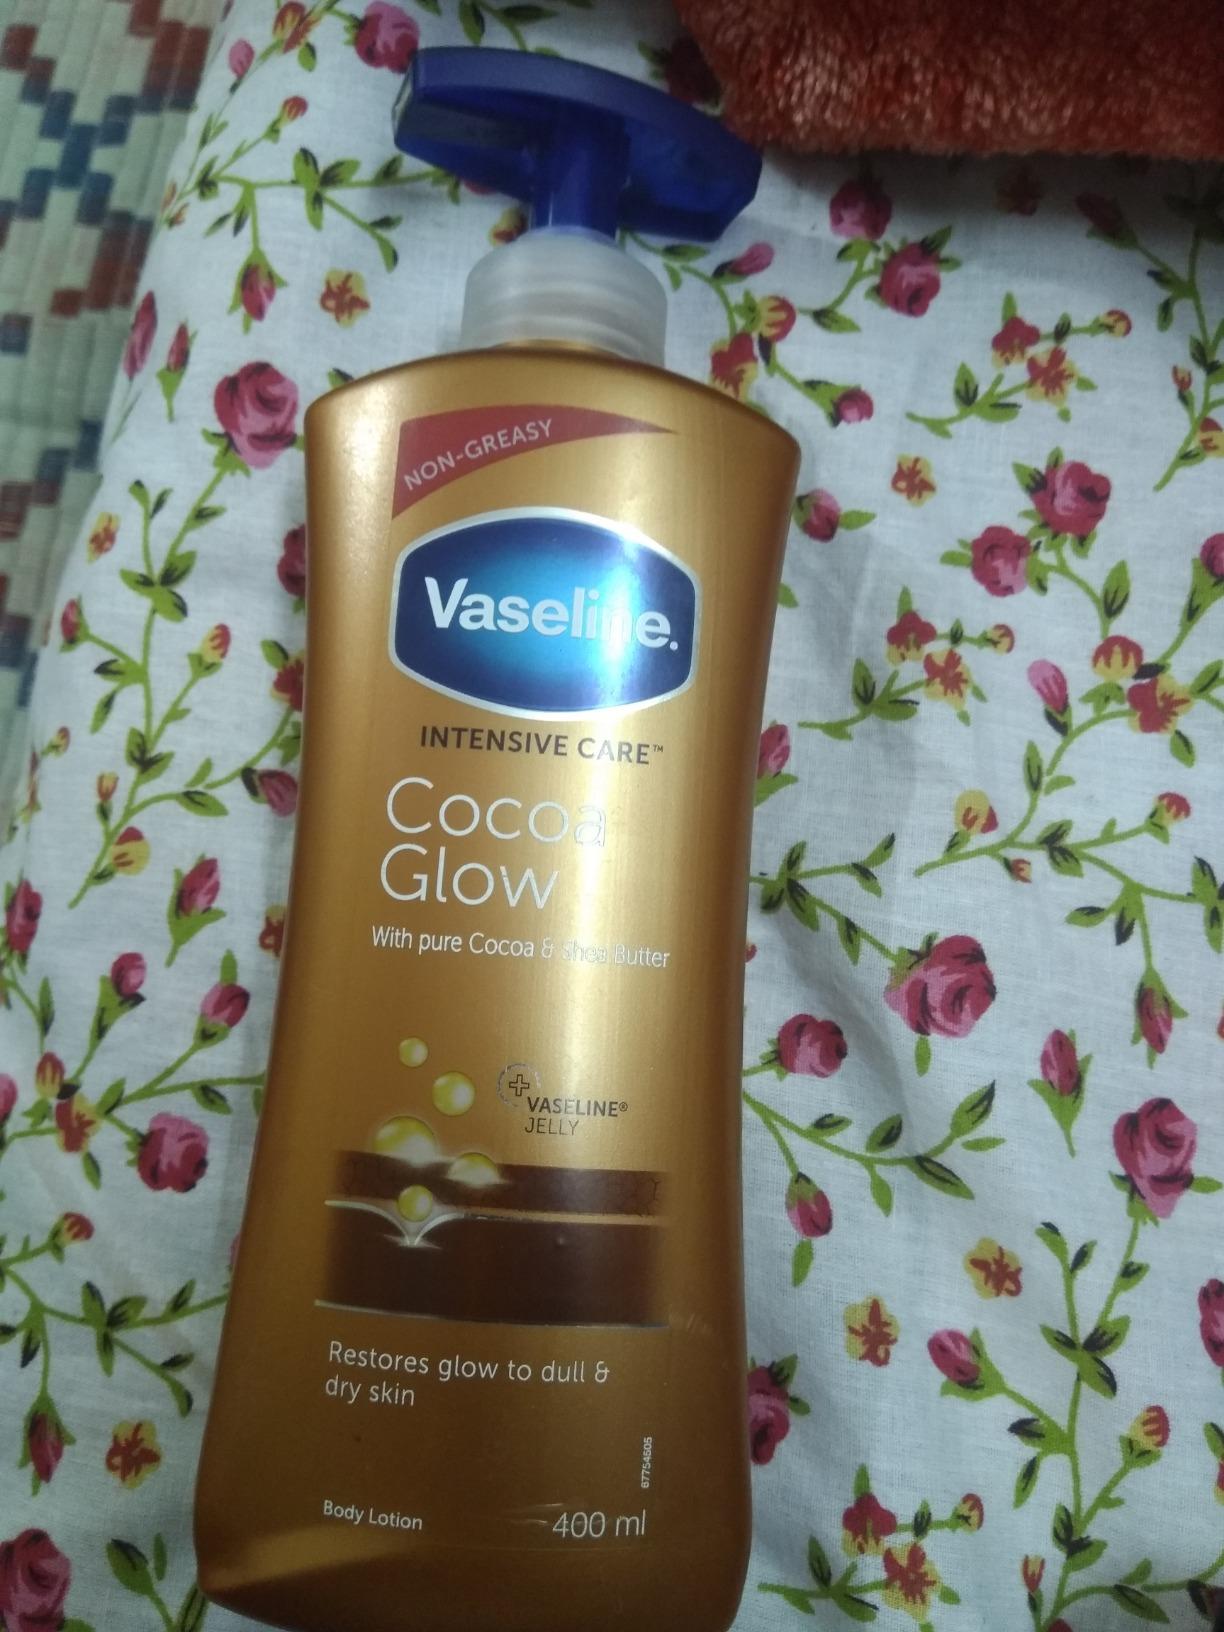 NON-GREASY
Vaseline.
INTENSIVE CARE™
Cocoa
Glow
With pure Cocoa & Shea Butter
VASELINE®
JELLY
Restores glow to dull &
dry skin
67754505
Body Lotion
400 ml